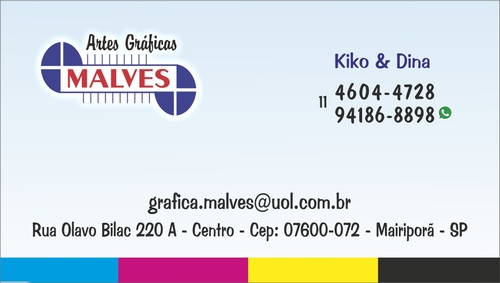 Artes Gráficas
MALVES
Kiko & Dina
11 4604-4728
94186-8898
grafica.malves@uol.com.br
Rua Olavo Bilac 220 A - Centro - Cep: 07600-072 - Mairiporã - SP